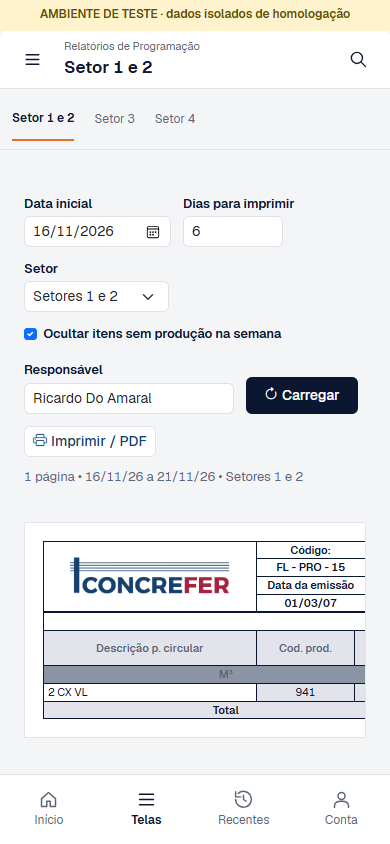 AMBIENTE DE TESTE · dados isolados de homologação
Relatórios de Programação
Setor 1 e 2
Setor 1 e 2 Setor 3 Setor 4
Data inicial Dias para imprimir
16/11/2026 6
Setor
Setores 1 e 2
Ocultar itens sem produção na semana
Responsável
Ricardo Do Amaral Carregar
Imprimir / PDF
1 página • 16/11/26 a 21/11/26 • Setores 1 e 2
CONCREFER
Código:
FL - PRO - 15
Data da emissão
01/03/07
Descrição p. circular Cod. prod.
M³
2 CX VL 941
Total
Início Telas Recentes Conta